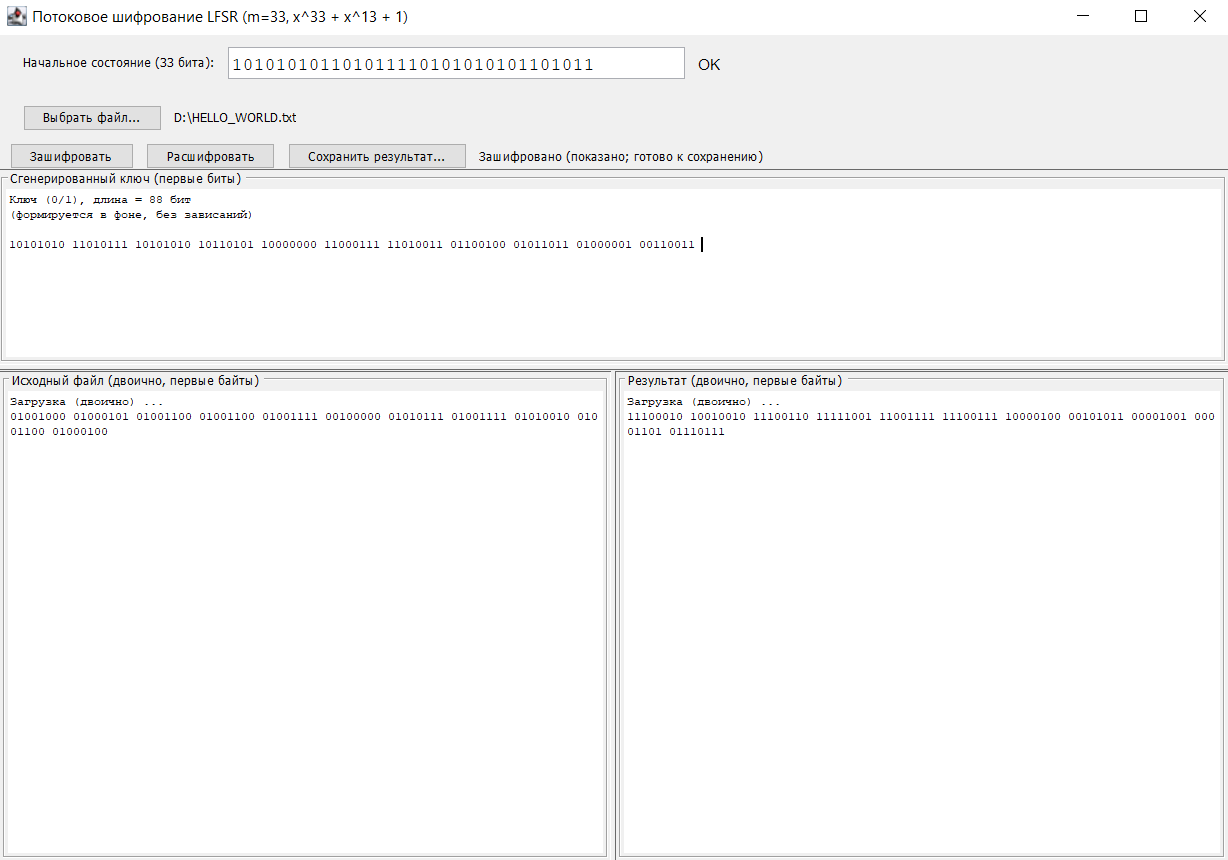 Потоковое шифрование LFSR (m=33, x^33 + x^13 + 1)
Начальное состояние (33 бита): 101010101101011110101010101101011 OK
Выбрать файл... D:\HELLO_WORLD.txt
Зашифровать Расшифровать Сохранить результат... Зашифровано (показано; готово к сохранению)
Сгенерированный ключ (первые биты)
Ключ (0/1), длина = 88 бит
(формируется в фоне, без зависаний)
10101010 11010111 10101010 10110101 10000000 11000111 11010011 01100100 01011011 01000001 00110011
Исходный файл (двоично, первые байты)
Загрузка (двоично) ...
01001000 01000101 01001100 01001100 01001111 00100000 01010111 01001111 01010010 010
01100 01000100
Результат (двоично, первые байты)
Загрузка (двоично) ...
11100010 10010010 11100110 11111001 11001111 11100111 10000100 00101011 00001001 000
01101 01110111